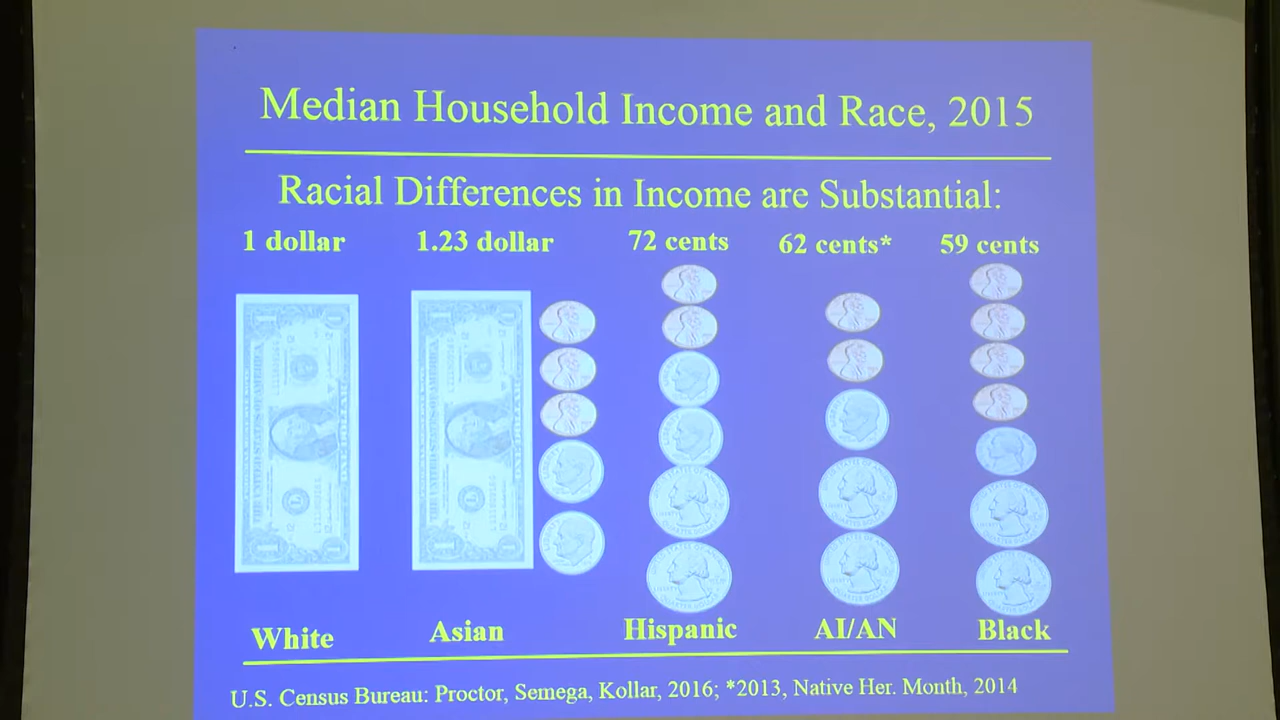 Median Household Income and Race, 2015
Racial Differences in Income are Substantial:
1 dollar 1.23 dollar 72 cents 62 cents* 59 cents
White Asian Hispanic AI/AN Black
U.S. Census Bureau: Proctor, Semega, Kollar, 2016; *2013, Native Her. Month, 2014